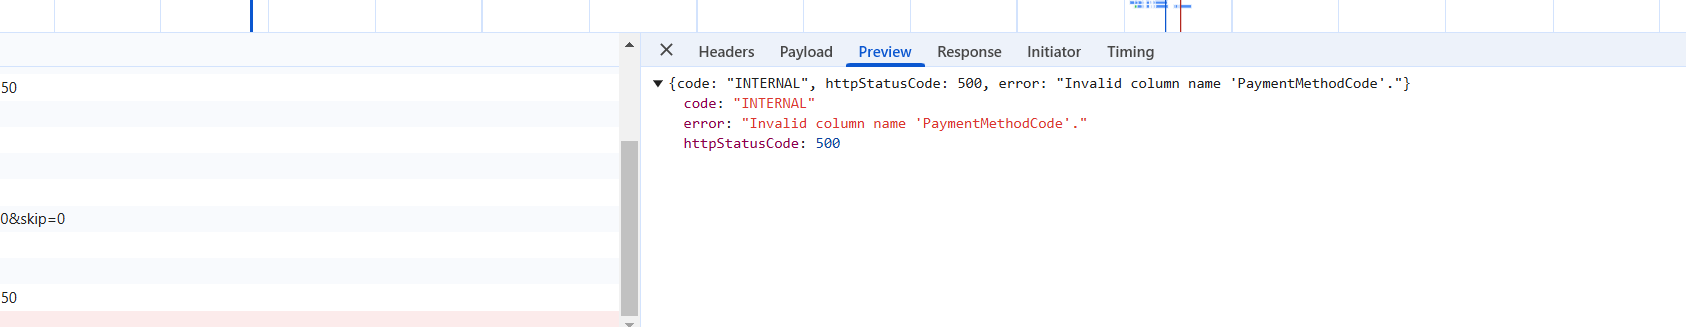 Headers Payload Preview Response Initiator Timing
{code: "INTERNAL", httpStatusCode: 500, error: "Invalid column name 'PaymentMethodCode'."}
code: "INTERNAL"
error: "Invalid column name 'PaymentMethodCode'."
httpStatusCode: 500
50
0&skip=0
50